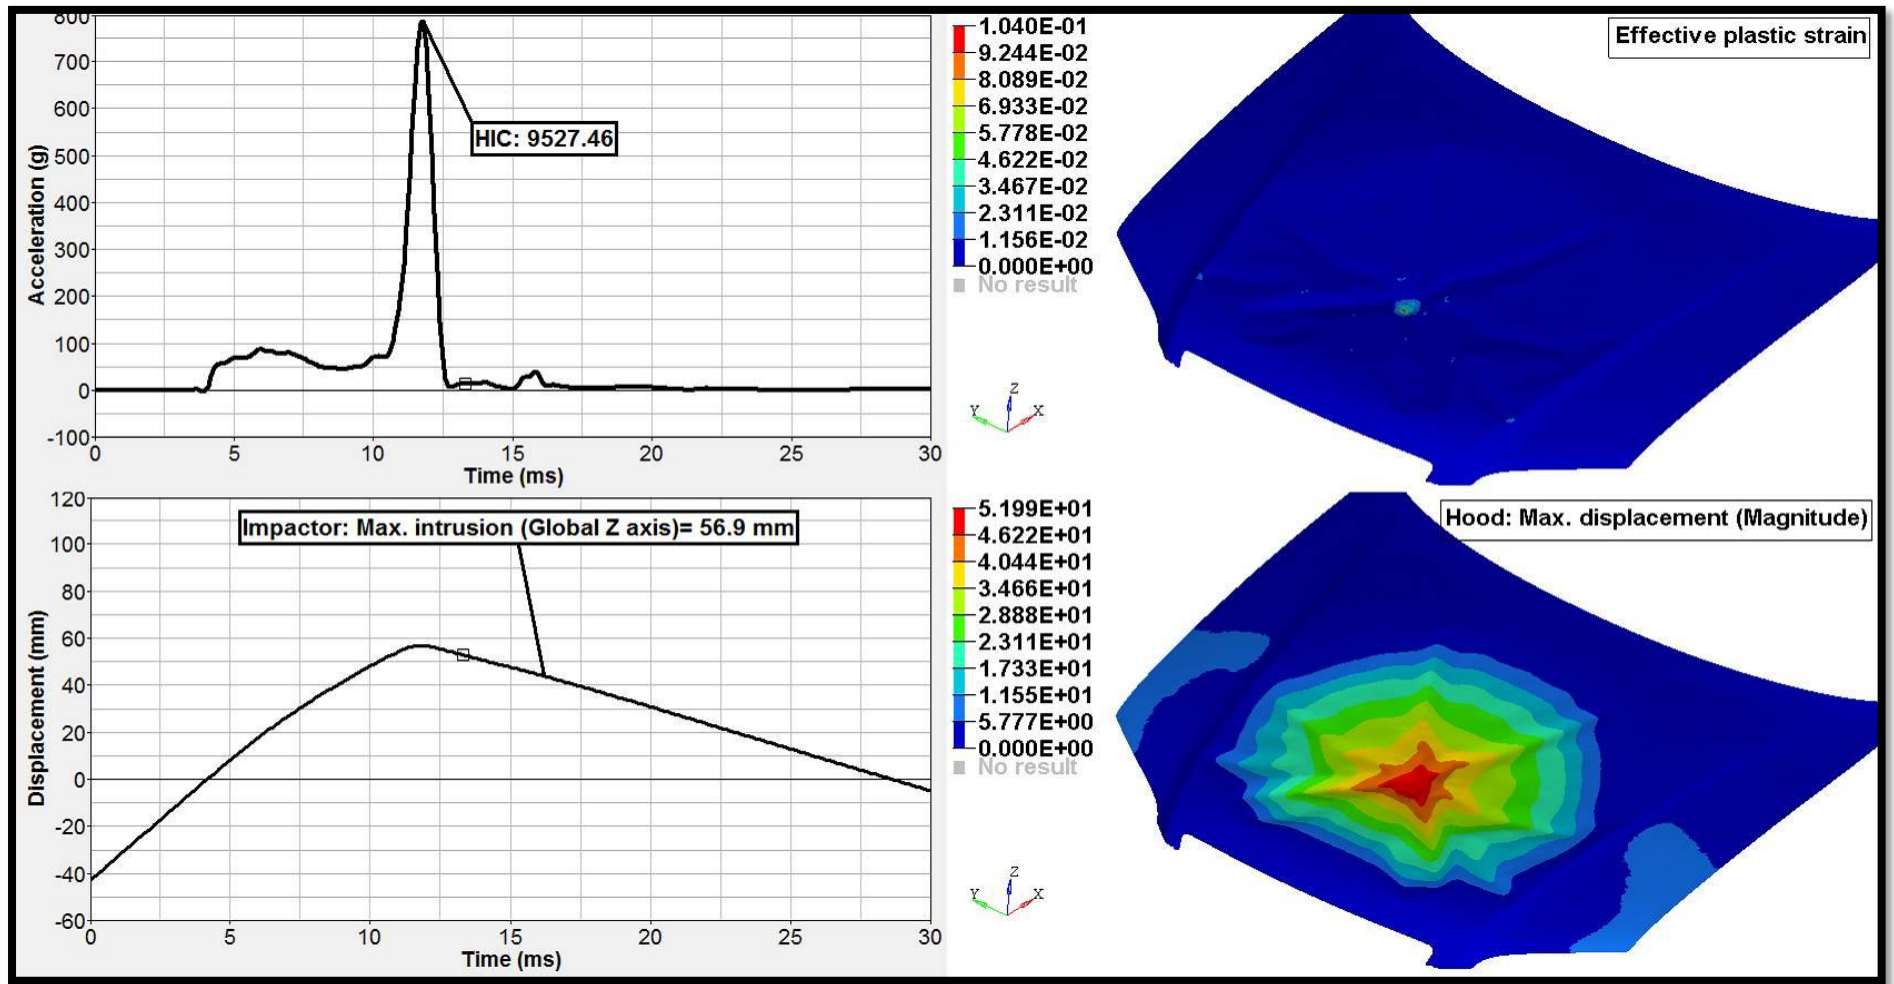 800
700
600
500
400
300
200
100
0
-100
Acceleration (g)
HIC: 9527.46
0 5 10 15 20 25 30
Time (ms)
1.040E-01
9.244E-02
8.089E-02
6.933E-02
5.778E-02
4.622E-02
3.467E-02
2.311E-02
1.156E-02
0.000E+00
No result
Effective plastic strain
Z
Y
X
120
100
80
60
40
20
0
-20
-40
-60
Displacement (mm)
Impactor: Max. intrusion (Global Z axis)= 56.9 mm
0 5 10 15 20 25 30
Time (ms)
5.199E+01
4.622E+01
4.044E+01
3.466E+01
2.888E+01
2.311E+01
1.733E+01
1.155E+01
5.777E+00
0.000E+00
No result
Hood: Max. displacement (Magnitude)
Z
Y
X